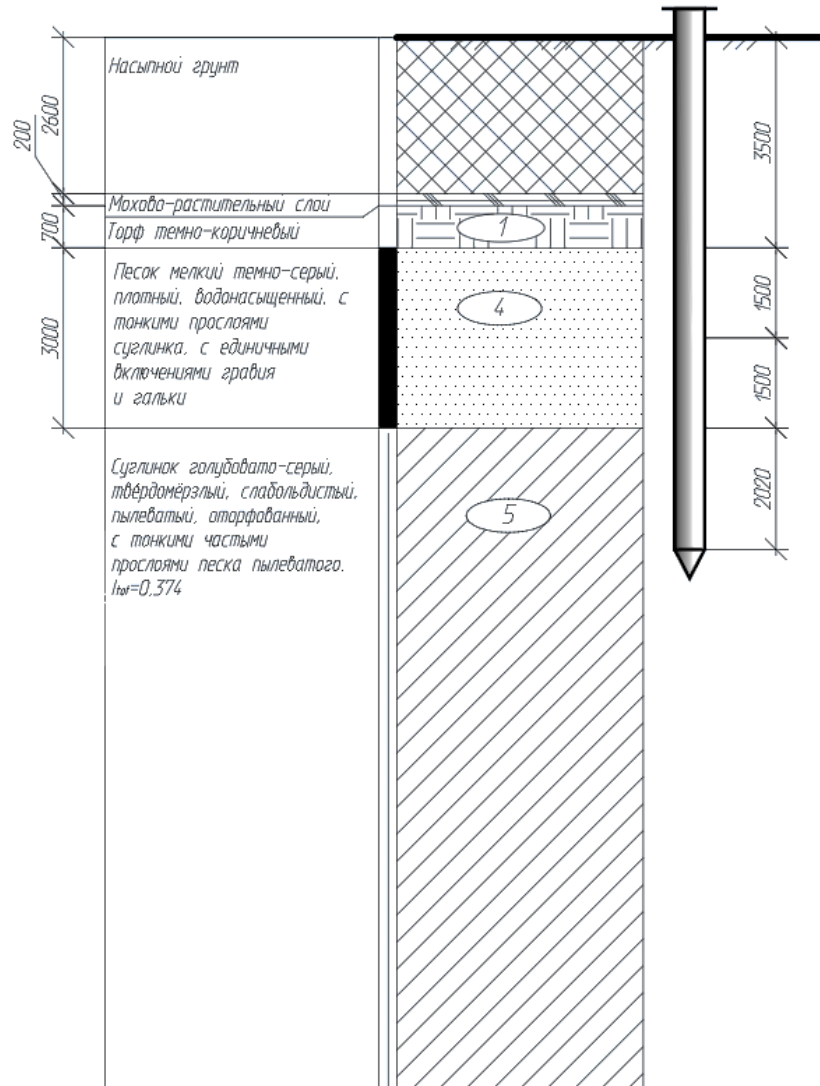 Насыпной грунт
2600
200
3500
Мохово-растительный слой
Торф темно-коричневый
700
1
Песок мелкий темно-серый,
плотный, водонасыщенный, с
тонкими прослоями
суглинка, с единичными
включениями гравия
и гальки
3000
4
1500
1500
Суглинок голубовато-серый,
твёрдомёрзлый, слабольдистый,
пылеватый, оторфованный,
с тонкими частыми
прослоями песка пылеватого.
Itot=0,374
5
2020